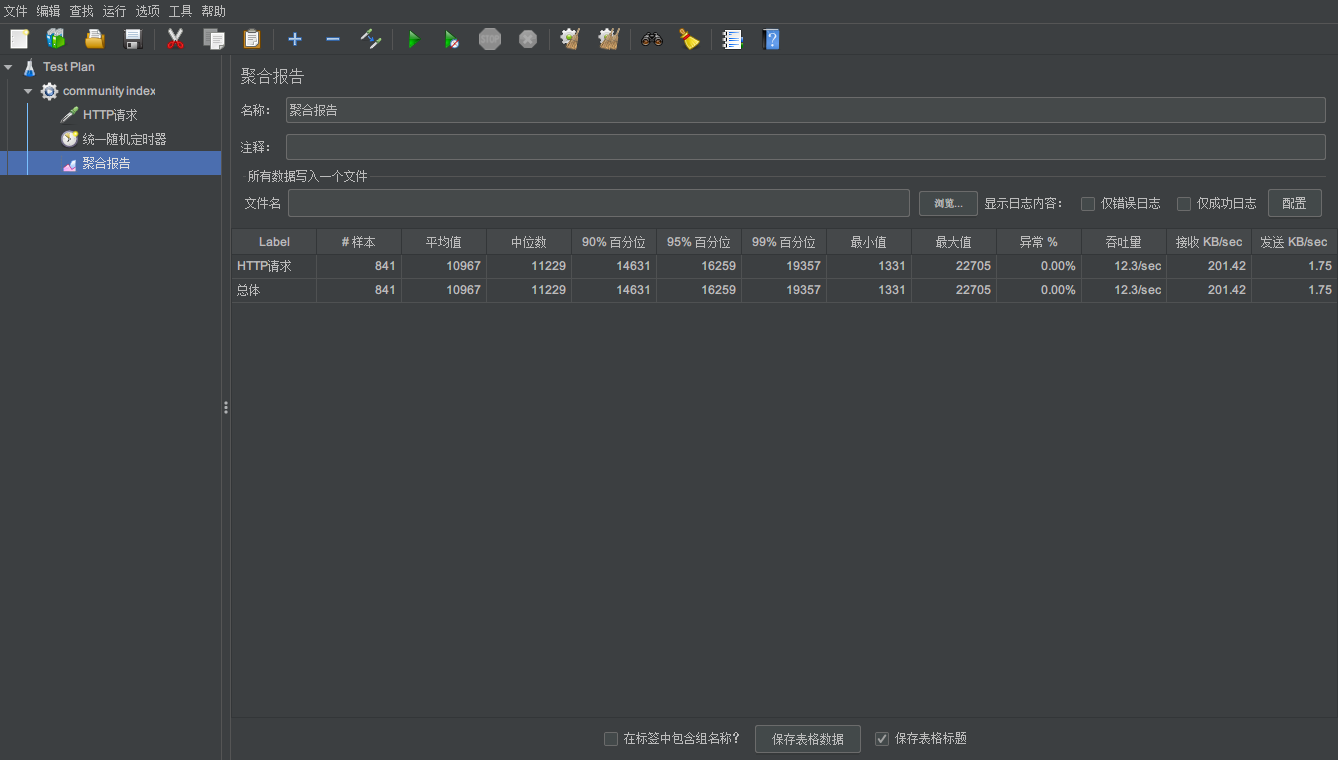 文件 编辑 查找 运行 选项 工具 帮助
STOP
Test Plan
community index
HTTP请求
统一随机定时器
聚合报告
聚合报告
名称： 聚合报告
注释：
所有数据写入一个文件
文件名 浏览... 显示日志内容： 仅错误日志 仅成功日志 配置
Label # 样本 平均值 中位数 90% 百分位 95% 百分位 99% 百分位 最小值 最大值 异常 % 吞吐量 接收 KB/sec 发送 KB/sec
HTTP请求 841 10967 11229 14631 16259 19357 1331 22705 0.00% 12.3/sec 201.42 1.75
总体 841 10967 11229 14631 16259 19357 1331 22705 0.00% 12.3/sec 201.42 1.75
在标签中包含组名称? 保存表格数据 保存表格标题